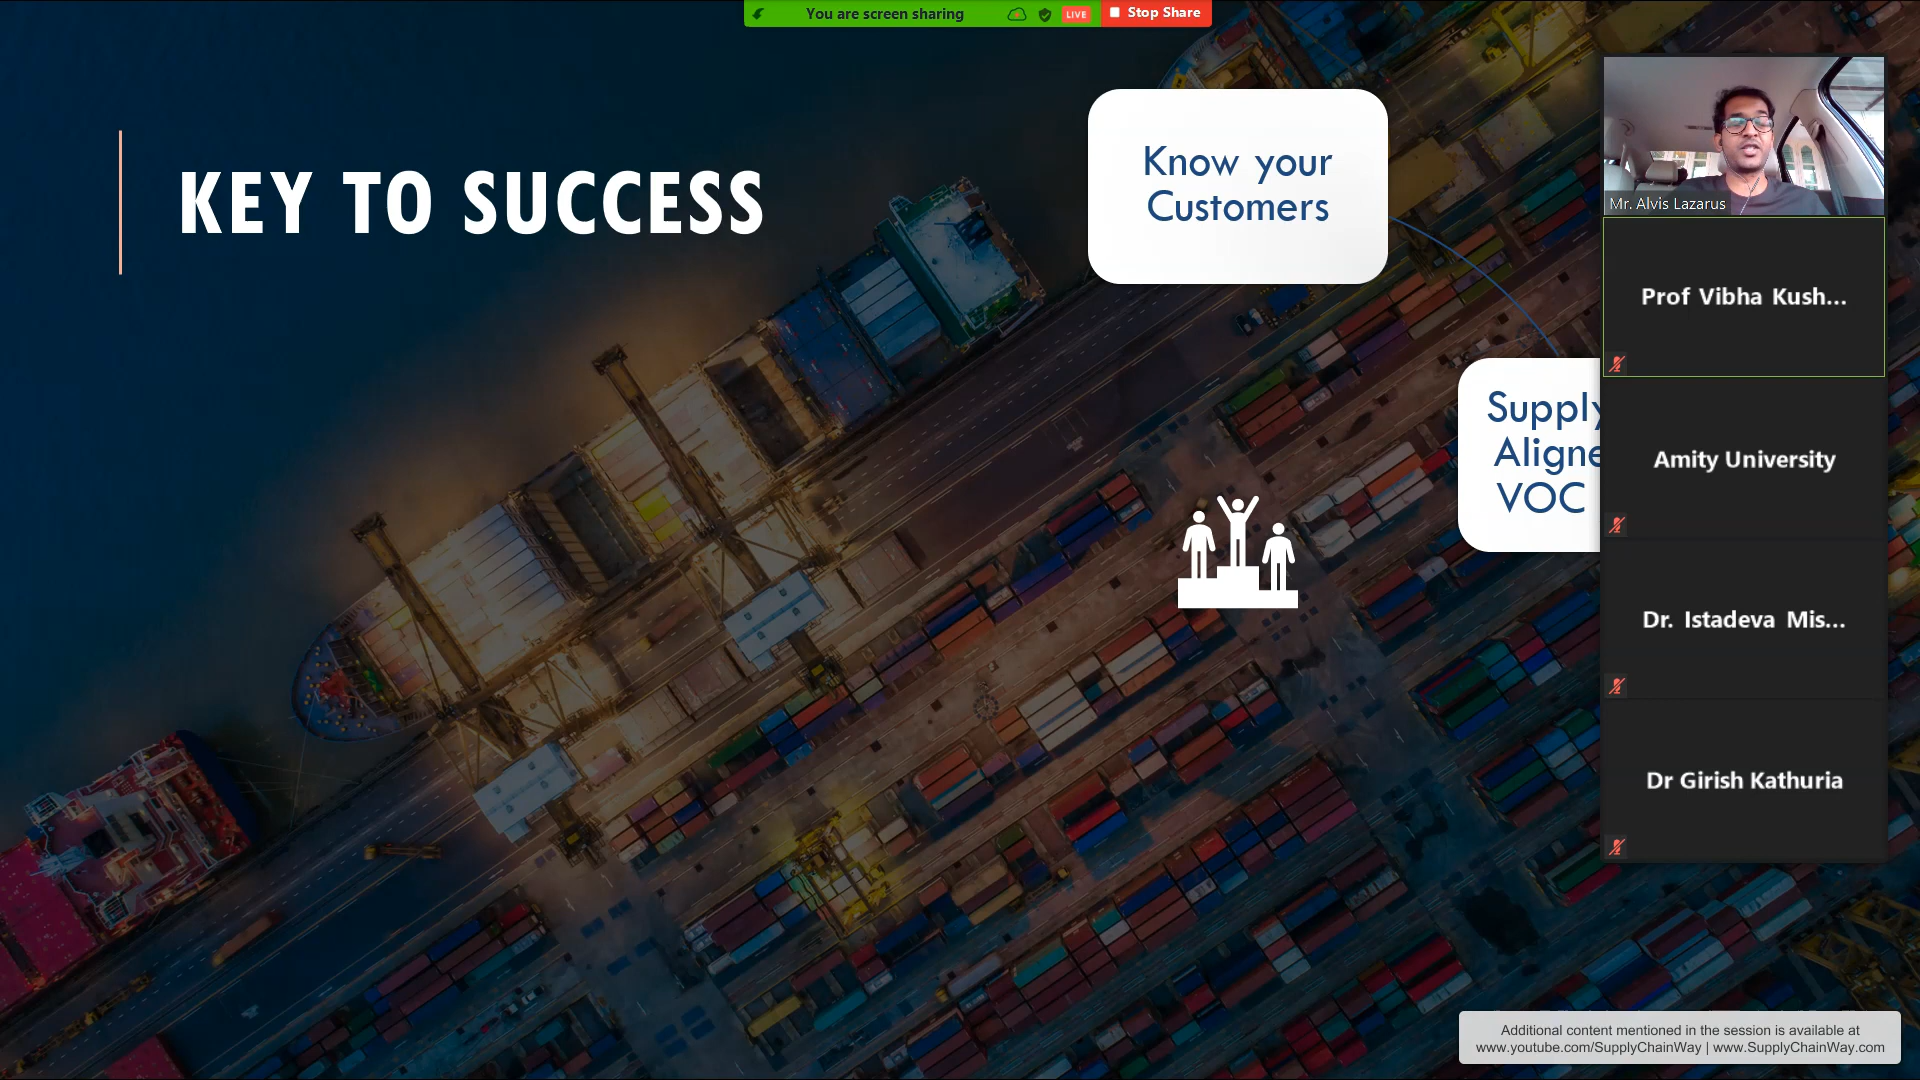 You are screen sharing
LIVE
Stop Share
KEY TO SUCCESS
Know your
Customers
VOC
Mr. Alvis Lazarus
Prof Vibha Kush...
Amity University
Dr. Istadeva Mis...
Dr Girish Kathuria
Additional content mentioned in the session is available at
www.youtube.com/SupplyChainWay | www.SupplyChainWay.com